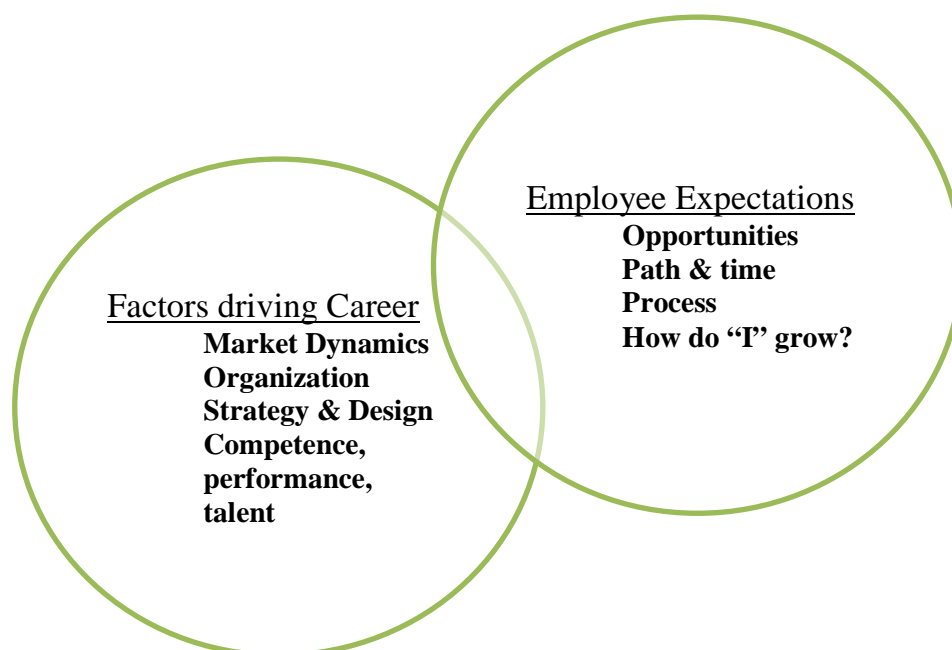 Employee Expectations
Opportunities
Path & time
Process
How do “I” grow?
Factors driving Career
Market Dynamics
Organization
Strategy & Design
Competence,
performance,
talent